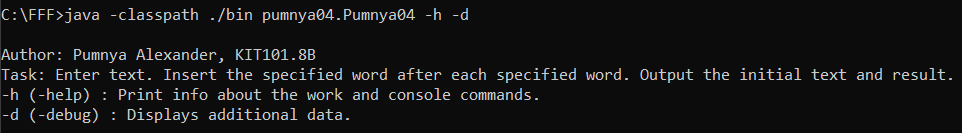 C:\FFF>java -classpath ./bin pumnya04.Pumnya04 -h -d
Author: Pumnya Alexander, KIT101.8B
Task: Enter text. Insert the specified word after each specified word. Output the initial text and result.
-h (-help) : Print info about the work and console commands.
-d (-debug) : Displays additional data.